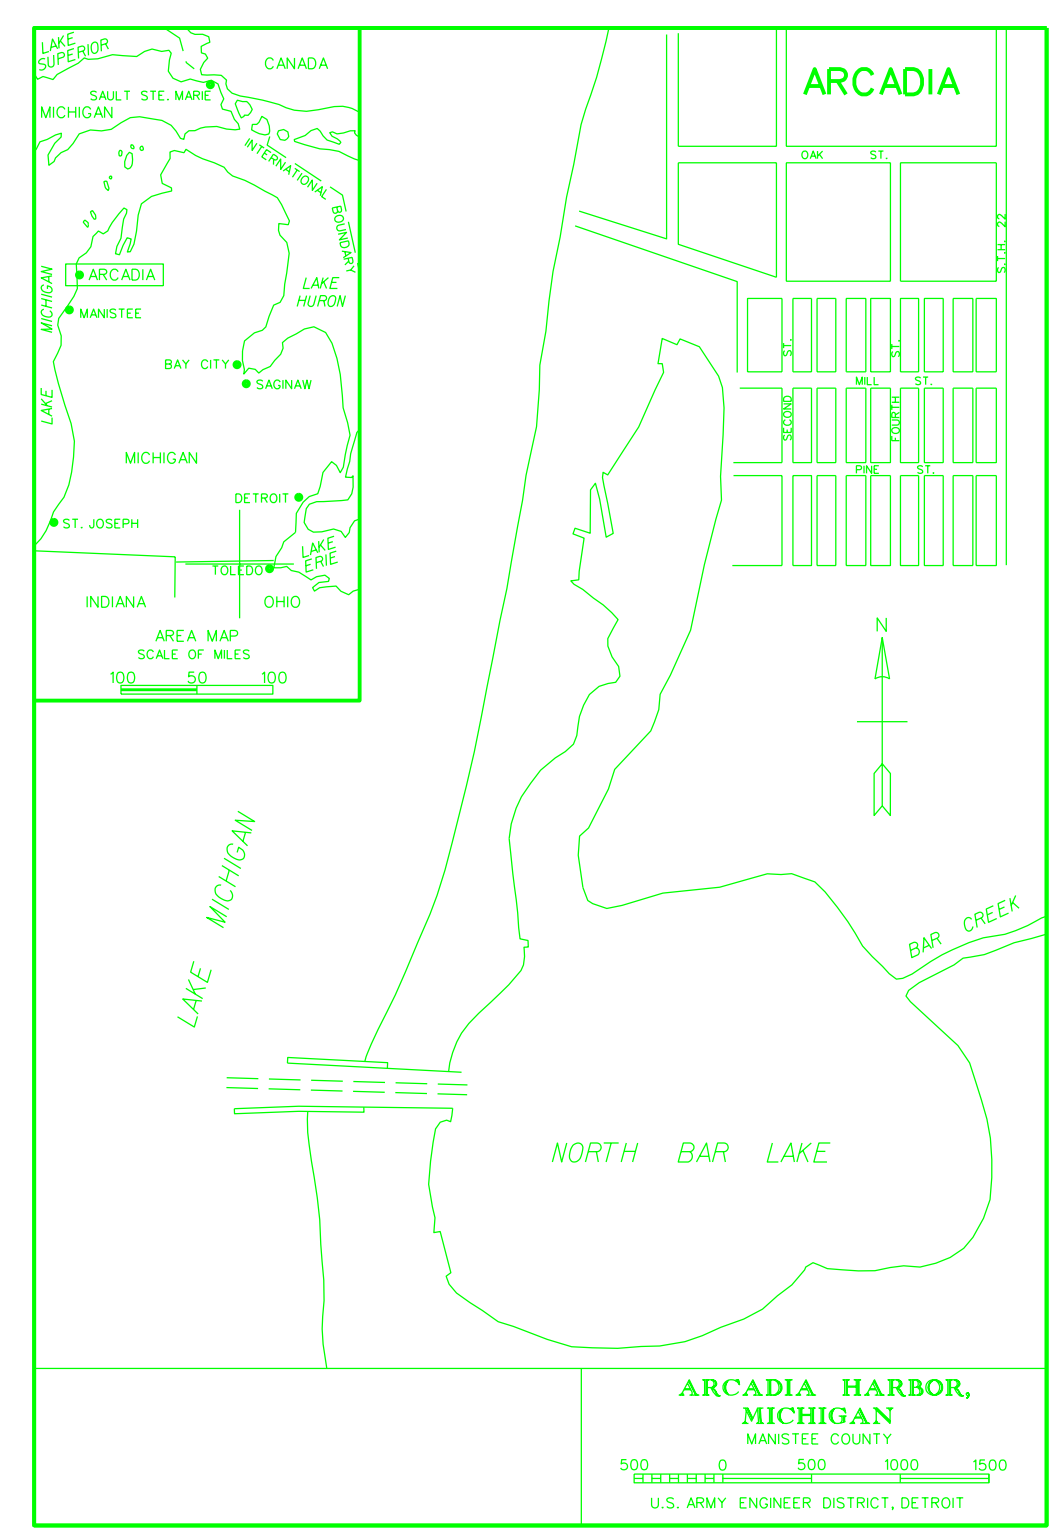 LAKE
SUPERIOR
CANADA
SAULT STE. MARIE
MICHIGAN
INTERNATIONAL BOUNDARY
ARCADIA
LAKE MICHIGAN
MANISTEE
LAKE
HURON
BAY CITY
SAGINAW
MICHIGAN
DETROIT
ST. JOSEPH
LAKE
ERIE
TOLEDO
INDIANA
OHIO
AREA MAP
SCALE OF MILES
100 50 100
ARCADIA
OAK ST.
S.T.H. 22
SECOND ST.
FOURTH ST.
MILL ST.
PINE ST.
N
LAKE MICHIGAN
BAR CREEK
NORTH BAR LAKE
ARCADIA HARBOR,
MICHIGAN
MANISTEE COUNTY
500 0 500 1000 1500
U.S. ARMY ENGINEER DISTRICT, DETROIT